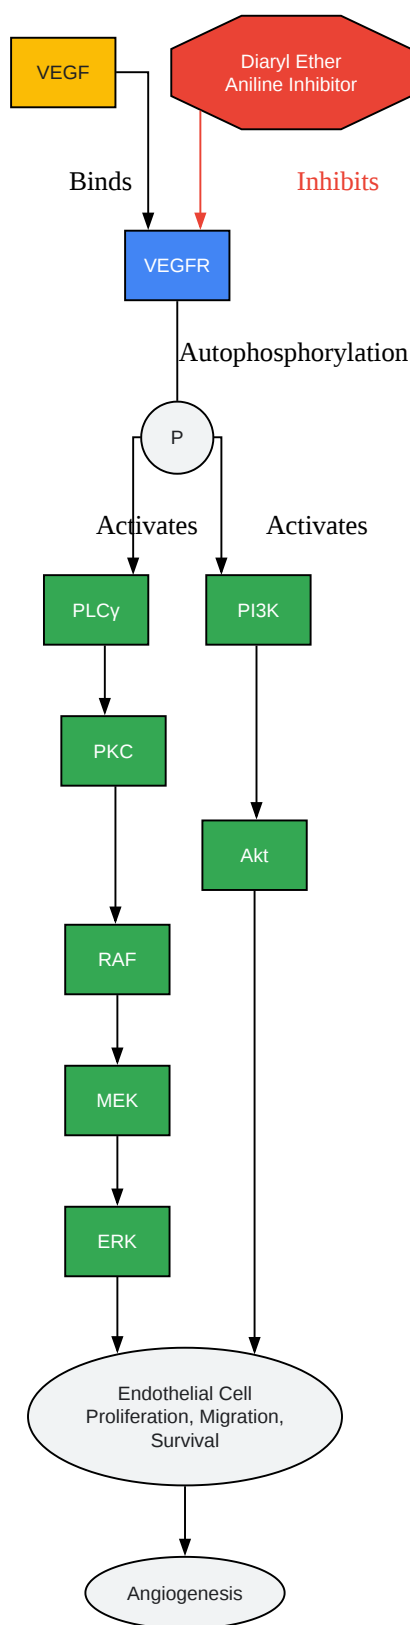 VEGF
Diaryl Ether
Aniline Inhibitor
Binds
Inhibits
VEGFR
Autophosphorylation
P
Activates
Activates
PLCγ
PI3K
PKC
Akt
RAF
MEK
ERK
Endothelial Cell
Proliferation, Migration,
Survival
Angiogenesis